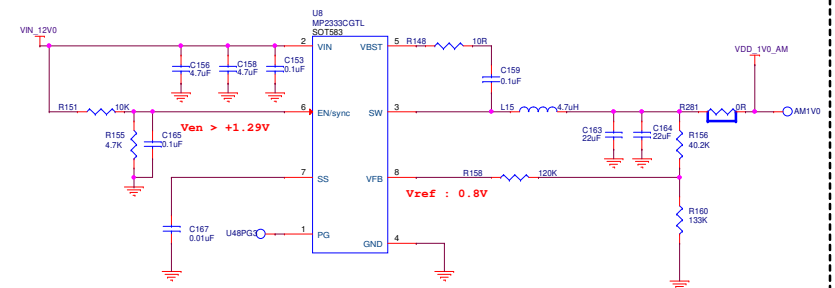 U8
MP2333CGTL
SOT583
VIN_12V0
2
VIN
VBST
5
R148
10R
VDD_1V0_AM
C156
4.7uF
C158
4.7uF
C153
0.1uF
C159
0.1uF
R151
10K
6
EN/sync
SW
3
L15
4.7uH
R281
0R
AM1V0
Ven > +1.29V
R155
4.7K
C165
0.1uF
C163
22uF
C164
22uF
R156
40.2K
7
SS
VFB
8
R158
120K
Vref : 0.8V
C167
0.01uF
U48PG3
1
PG
GND
4
R160
133K